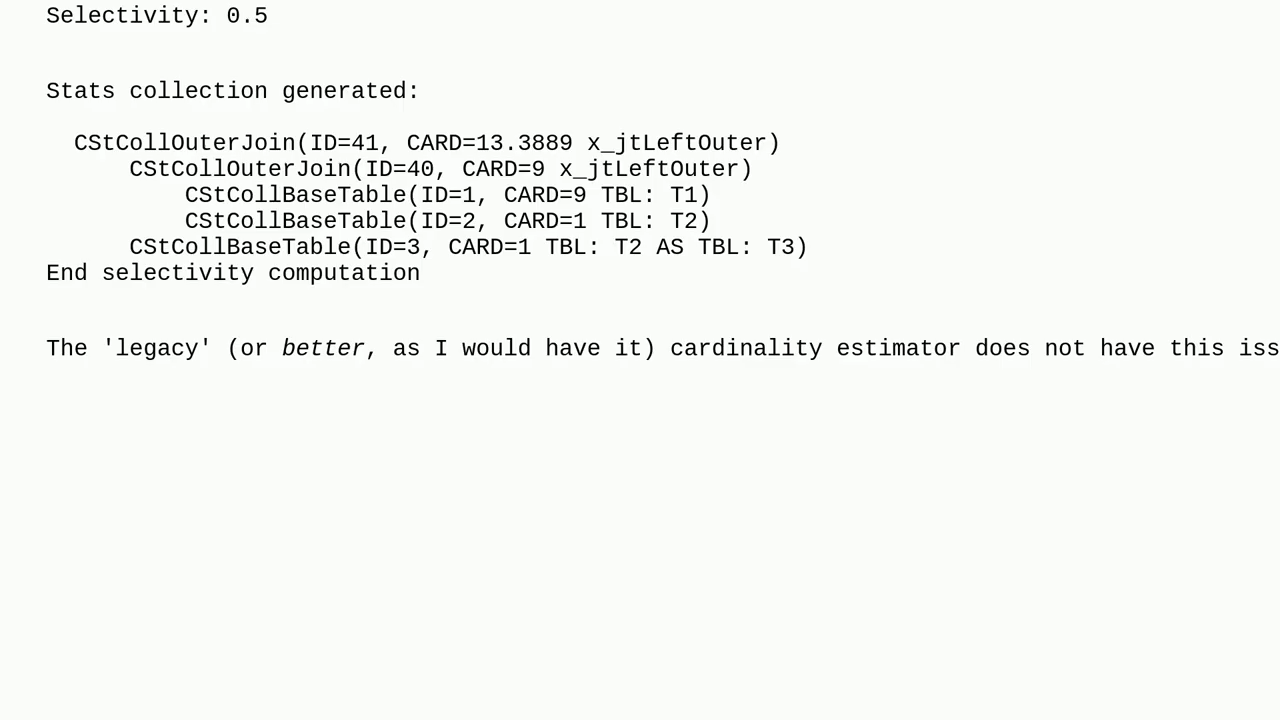 Selectivity: 0.5
Stats collection generated:
CStCollOuterJoin(ID=41, CARD=13.3889 x_jtLeftOuter)
CStCollOuterJoin(ID=40, CARD=9 x_jtLeftOuter)
CStCollBaseTable(ID=1, CARD=9 TBL: T1)
CStCollBaseTable(ID=2, CARD=1 TBL: T2)
CStCollBaseTable(ID=3, CARD=1 TBL: T2 AS TBL: T3)
End selectivity computation
The 'legacy' (or better, as I would have it) cardinality estimator does not have this iss